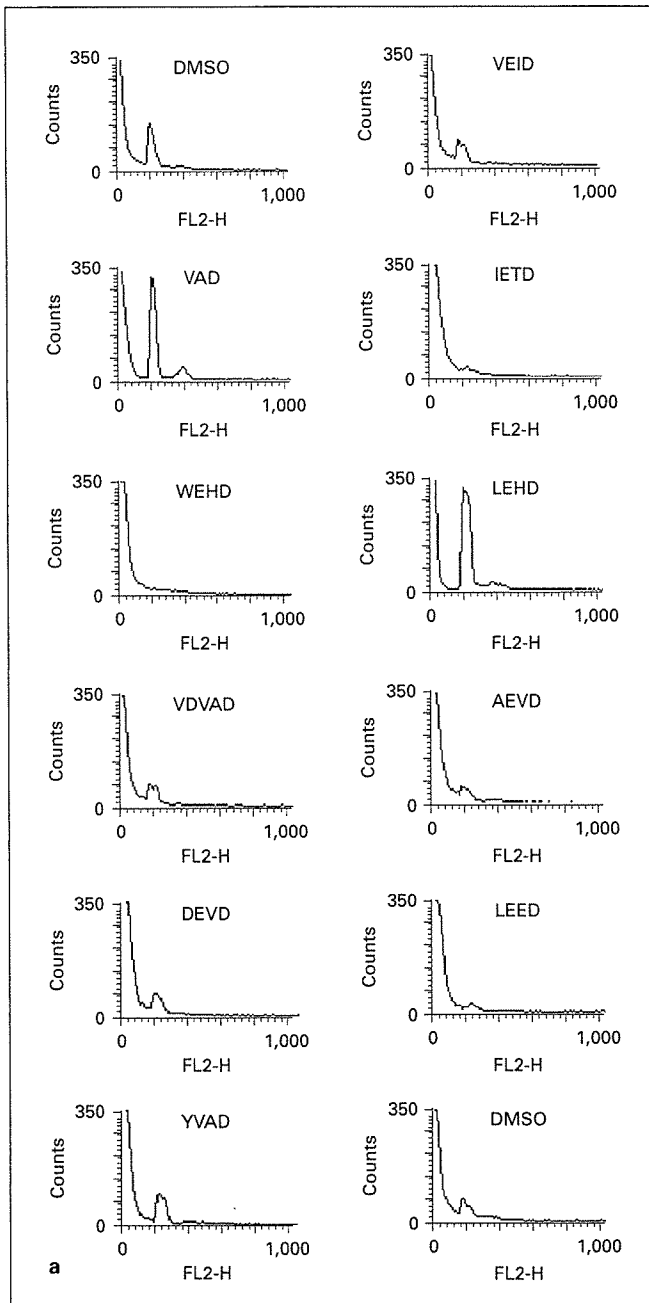 350
DMSO
Counts
0
0
1,000
FL2-H
350
VEID
Counts
0
0
1,000
FL2-H
350
VAD
Counts
0
0
1,000
FL2-H
350
IETD
Counts
0
0
1,000
FL2-H
350
WEHD
Counts
0
0
1,000
FL2-H
350
LEHD
Counts
0
0
1,000
FL2-H
350
VDVAD
Counts
0
0
1,000
FL2-H
350
AEVD
Counts
0
0
1,000
FL2-H
350
DEVD
Counts
0
0
1,000
FL2-H
350
LEED
Counts
0
0
1,000
FL2-H
350
YVAD
Counts
0
0
1,000
FL2-H
350
DMSO
Counts
0
0
1,000
FL2-H
a